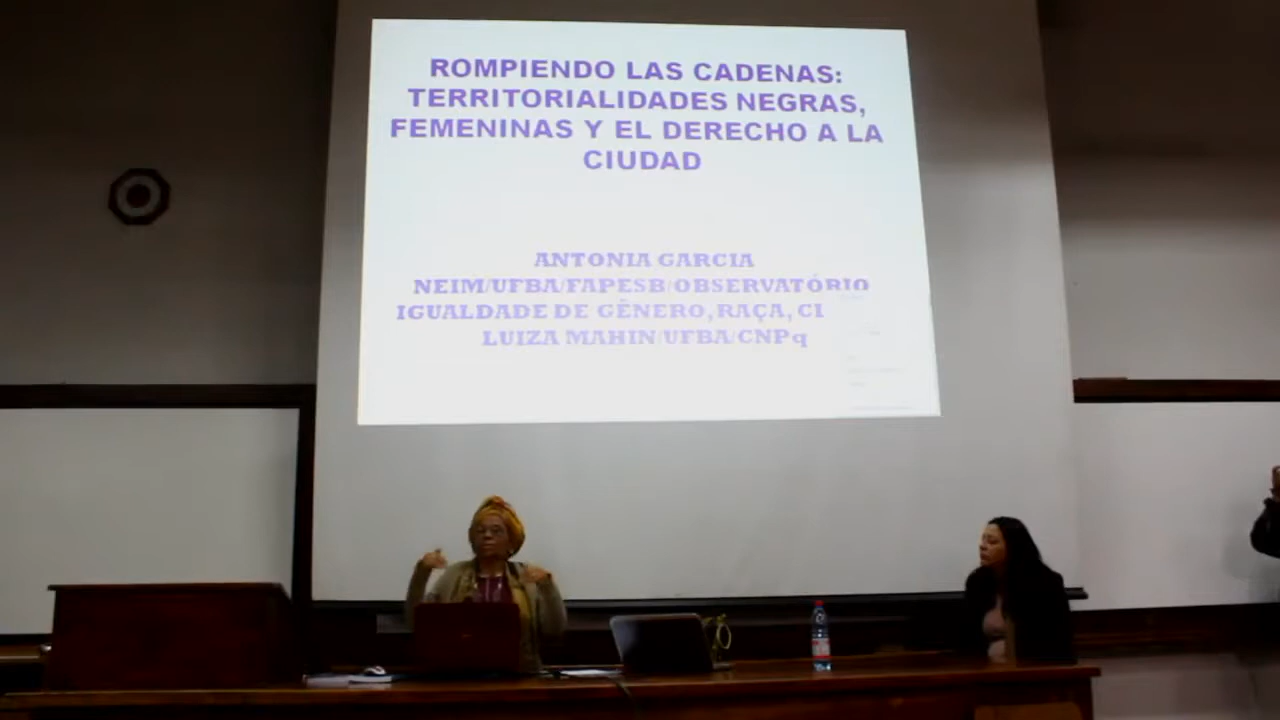 ROMPIENDO LAS CADENAS:
TERRITORIALIDADES NEGRAS,
FEMENINAS Y EL DERECHO A LA
CIUDAD
ANTONIA GARCIA
NEIM/UFBA/FAPESB/OBSERVATÓRIO
IGUALDADE DE GÊNERO, RAÇA, CI
LUIZA MAHIN/UFBA/CNPq